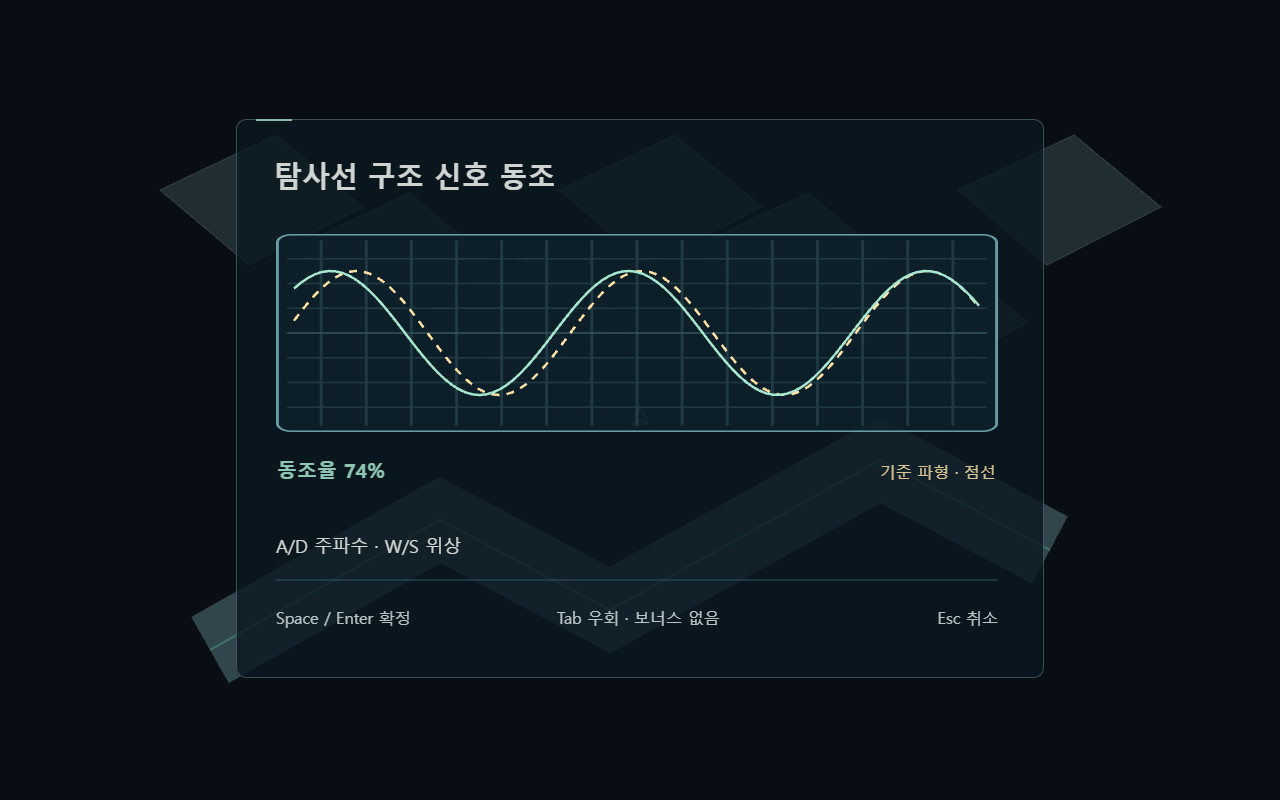 탐사선 구조 신호 동조
동조율 74%
기준 파형 · 점선
A/D 주파수 · W/S 위상
Space / Enter 확정
Tab 우회 · 보너스 없음
Esc 취소